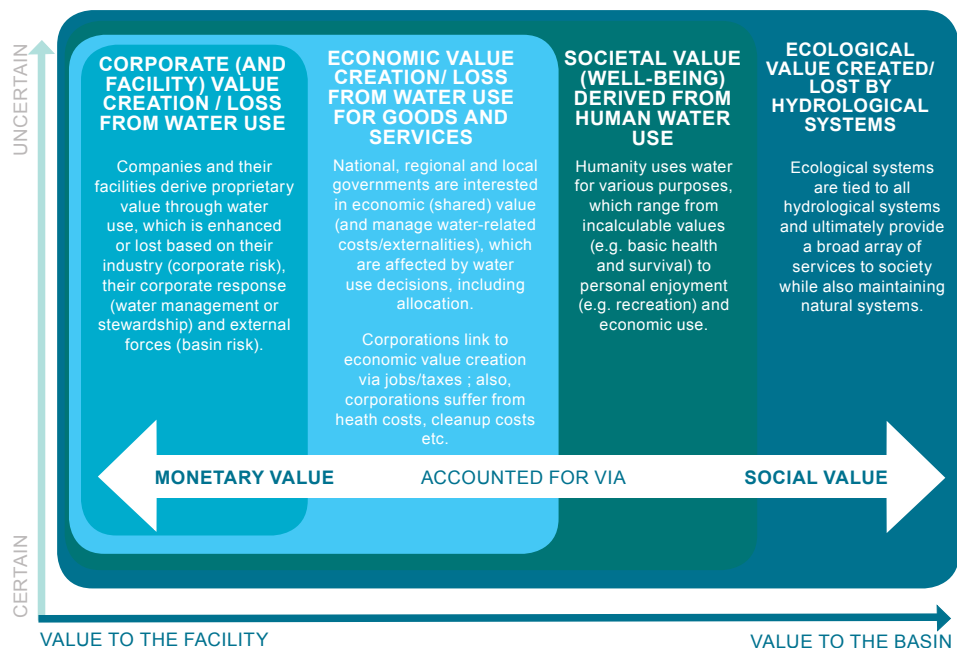 UNCERTAIN
CERTAIN
CORPORATE (AND
FACILITY) VALUE
CREATION / LOSS
FROM WATER USE
Companies and their
facilities derive proprietary
value through water
use, which is enhanced
or lost based on their
industry (corporate risk),
their corporate response
(water management or
stewardship) and external
forces (basin risk).
ECONOMIC VALUE
CREATION/ LOSS
FROM WATER USE
FOR GOODS AND
SERVICES
National, regional and local
governments are interested
in economic (shared) value
(and manage water-related
costs/externalities), which
are affected by water
use decisions, including
allocation.
Corporations link to
economic value creation
via jobs/taxes ; also,
corporations suffer from
heath costs, cleanup costs
etc.
SOCIETAL VALUE
(WELL-BEING)
DERIVED FROM
HUMAN WATER
USE
Humanity uses water
for various purposes,
which range from
incalculable values
(e.g. basic health
and survival) to
personal enjoyment
(e.g. recreation) and
economic use.
ECOLOGICAL
VALUE CREATED/
LOST BY
HYDROLOGICAL
SYSTEMS
Ecological systems
are tied to all
hydrological systems
and ultimately provide
a broad array of
services to society
while also maintaining
natural systems.
MONETARY VALUE ACCOUNTED FOR VIA SOCIAL VALUE
VALUE TO THE FACILITY VALUE TO THE BASIN